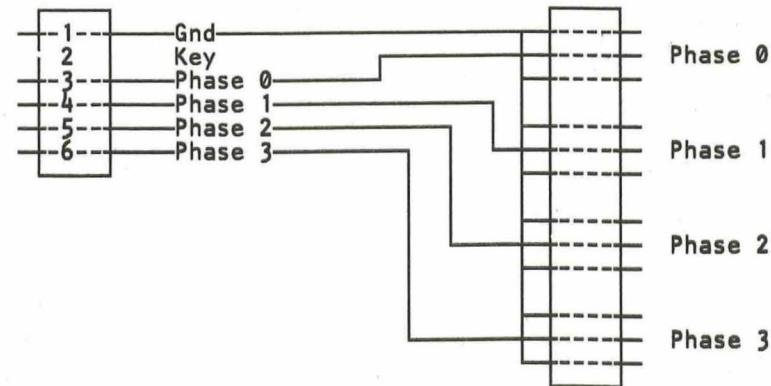 1 Gnd
2 Key
3 Phase 0
4 Phase 1
5 Phase 2
6 Phase 3
Phase 0
Phase 1
Phase 2
Phase 3